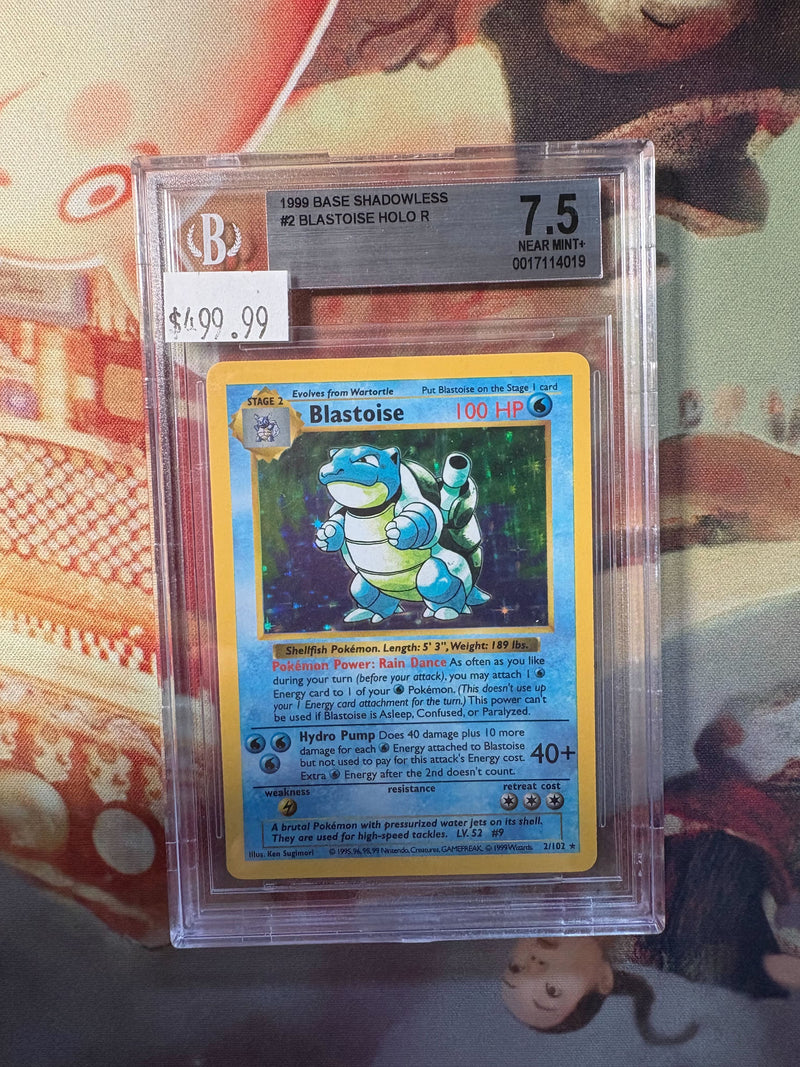 1999 BASE SHADOWLESS
#2 BLASTOISE HOLO R
7.5
NEAR MINT+
0017114019
B
$499.99
Evolves from Wartortle Put Blastoise on the Stage 1 card
STAGE 2
Blastoise 100 HP
Shellfish Pokémon. Length: 5' 3", Weight: 189 lbs.
Pokémon Power: Rain Dance As often as you like
during your turn (before your attack), you may attach 1
Energy card to 1 of your Pokémon. (This doesn't use up
your 1 Energy card attachment for the turn.) This power can't
be used if Blastoise is Asleep, Confused, or Paralyzed.
Hydro Pump Does 40 damage plus 10 more
damage for each Energy attached to Blastoise
but not used to pay for this attack's Energy cost.
Extra Energy after the 2nd doesn't count.
40+
weakness resistance retreat cost
A brutal Pokémon with pressurized water jets on its shell.
They are used for high-speed tackles. LV. 52 #9
Illus. Ken Sugimori © 1995, 96, 98, 99 Nintendo, Creatures, GAMEFREAK. © 1999 Wizards. 2/102 ★